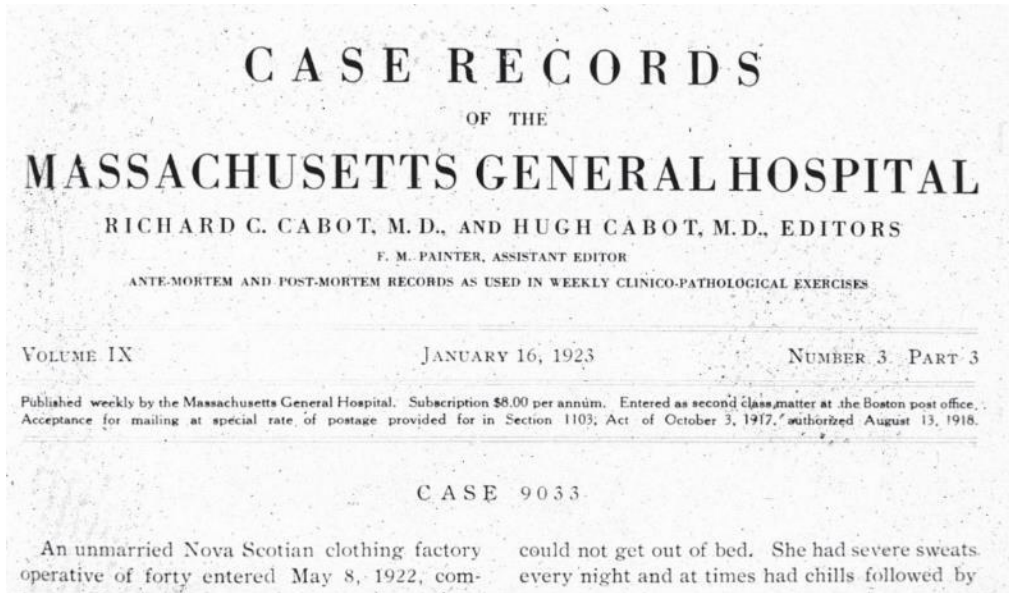 CASE RECORDS
OF THE
MASSACHUSETTS GENERAL HOSPITAL
RICHARD C. CABOT, M.D., AND HUGH CABOT, M.D., EDITORS
F. M. PAINTER, ASSISTANT EDITOR
ANTE-MORTEM AND POST-MORTEM RECORDS AS USED IN WEEKLY CLINICO-PATHOLOGICAL EXERCISES
VOLUME IX JANUARY 16, 1923 NUMBER 3 PART 3
Published weekly by the Massachusetts General Hospital. Subscription $8.00 per annum. Entered as second class matter at the Boston post office.
Acceptance for mailing at special rate of postage provided for in Section 1103; Act of October 3, 1917, authorized August 13, 1918.
CASE 9033
An unmarried Nova Scotian clothing factory
operative of forty entered May 8, 1922, com-
could not get out of bed. She had severe sweats
every night and at times had chills followed by